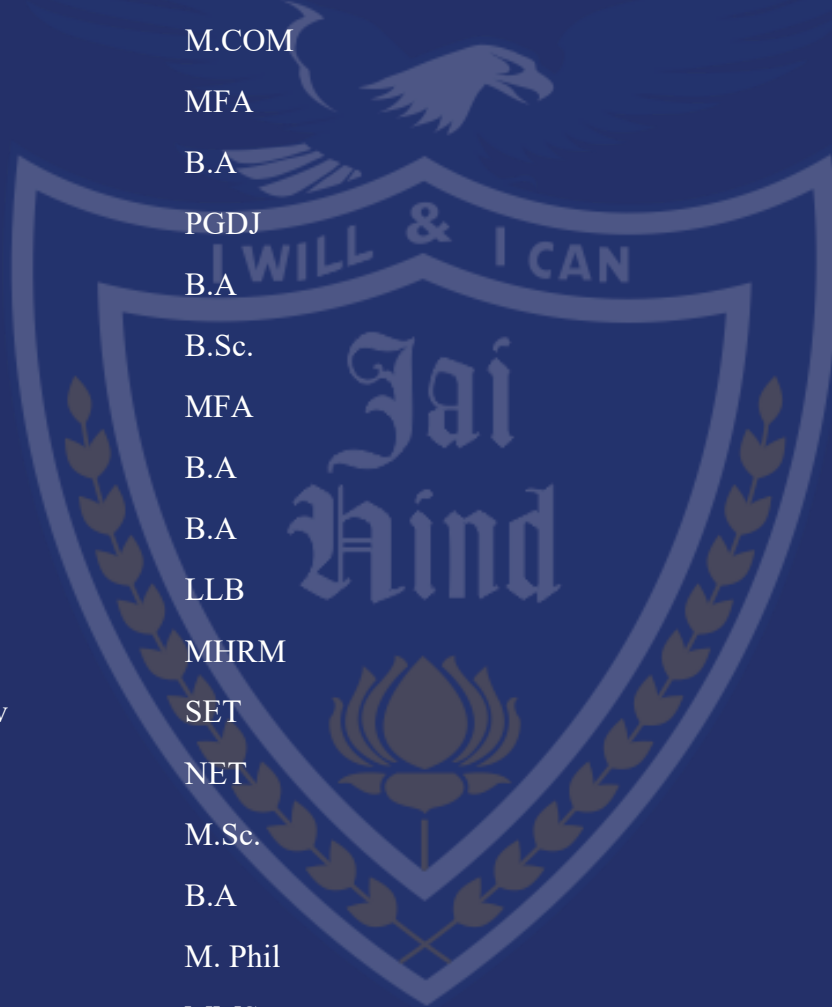 M.COM
MFA
B.A
PGDJ
I WILL & I CAN
B.A
B.Sc.
Jai
MFA
B.A
B.A
Hind
LLB
MHRM
SET
NET
M.Sc.
B.A
M. Phil